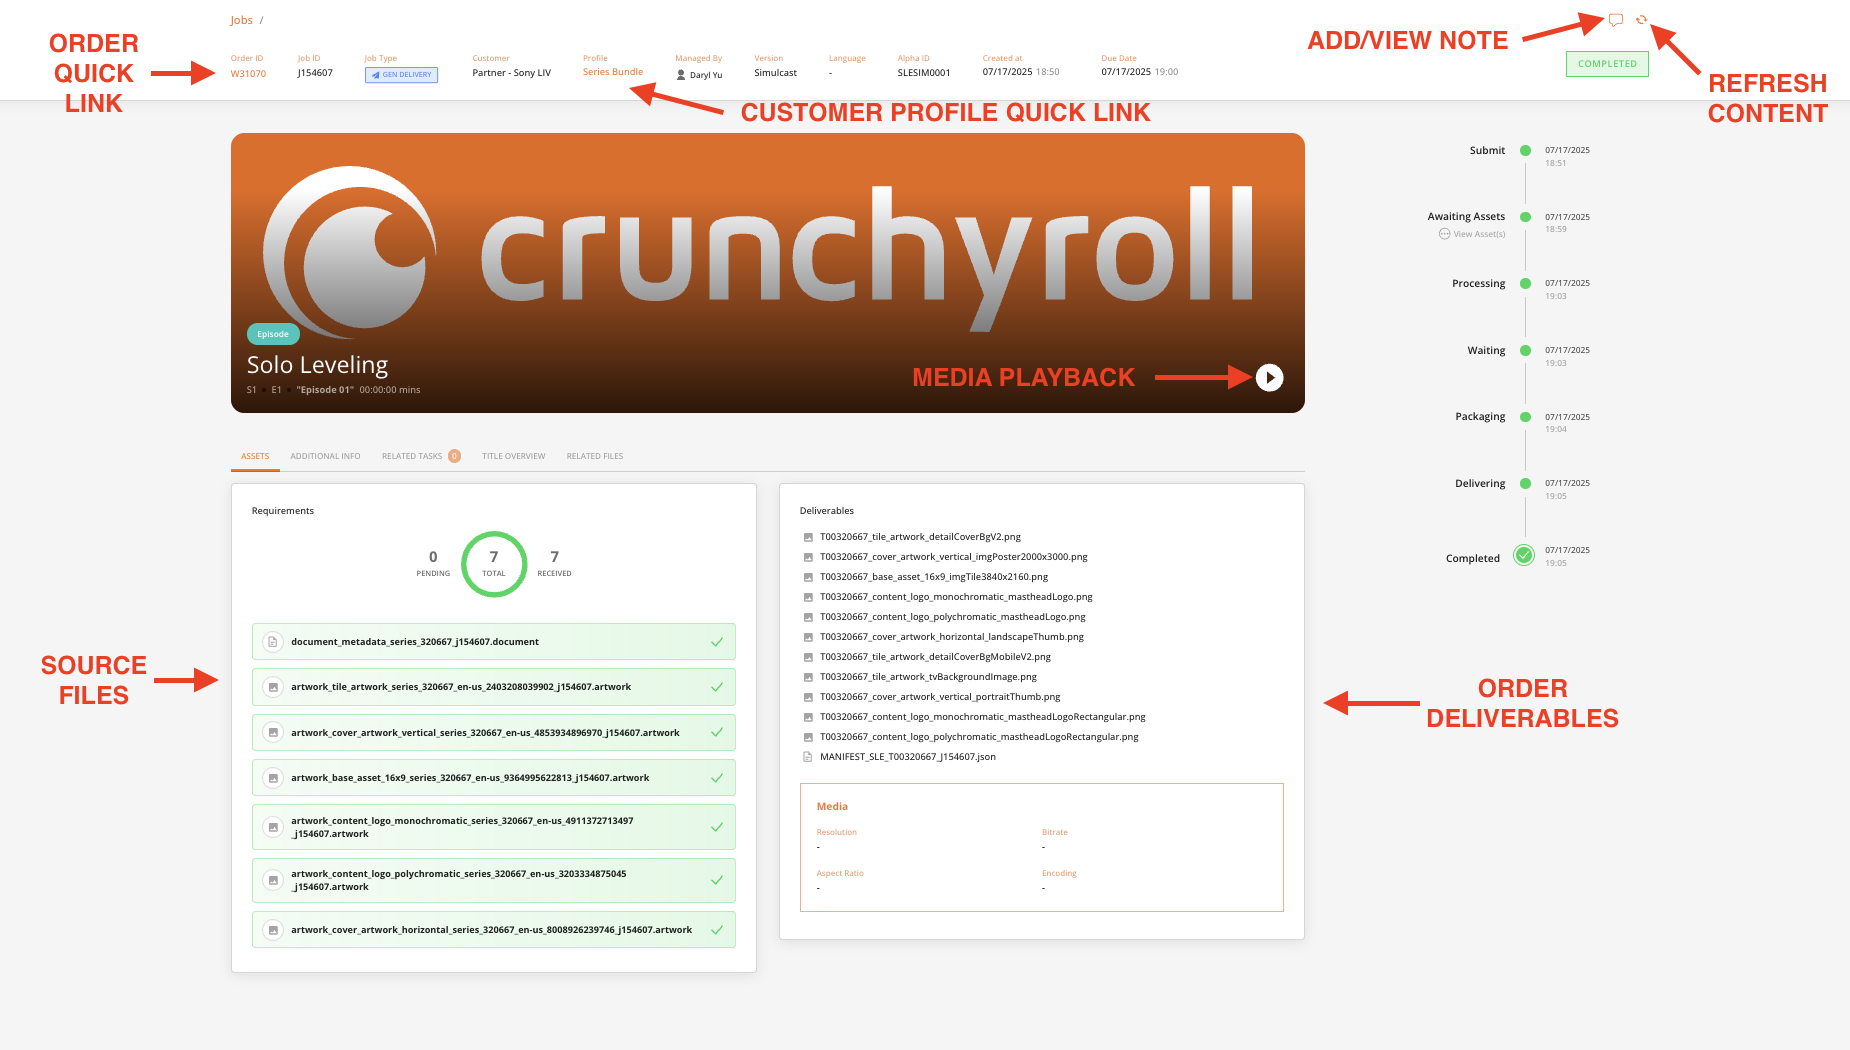 Jobs /
ADD/VIEW NOTE
ORDER
QUICK
LINK
Order ID
W31070
Job ID
J154607
Job Type
GEN DELIVERY
Customer
Partner - Sony LIV
Profile
Series Bundle
Managed By
Daryl Yu
Version
Simulcast
Language
-
Alpha ID
SLESIM0001
Created at
07/17/2025 18:50
Due Date
07/17/2025 19:00
COMPLETED
REFRESH
CONTENT
CUSTOMER PROFILE QUICK LINK
crunchyroll
Episode
Solo Leveling
S1 • E1 • "Episode 01" 00:00:00 mins
MEDIA PLAYBACK
Submit
07/17/2025
18:51
Awaiting Assets
View Asset(s)
07/17/2025
18:59
Processing
07/17/2025
19:03
Waiting
07/17/2025
19:03
Packaging
07/17/2025
19:04
Delivering
07/17/2025
19:05
Completed
07/17/2025
19:05
ASSETS
ADDITIONAL INFO
RELATED TASKS 0
TITLE OVERVIEW
RELATED FILES
SOURCE
FILES
Requirements
0
PENDING
7
TOTAL
7
RECEIVED
document_metadata_series_320667_j154607.document
artwork_tile_artwork_series_320667_en-us_2403208039902_j154607.artwork
artwork_cover_artwork_vertical_series_320667_en-us_4853934896970_j154607.artwork
artwork_base_asset_16x9_series_320667_en-us_9364995622813_j154607.artwork
artwork_content_logo_monochromatic_series_320667_en-us_4911372713497
_j154607.artwork
artwork_content_logo_polychromatic_series_320667_en-us_3203334875045
_j154607.artwork
artwork_cover_artwork_horizontal_series_320667_en-us_8008926239746_j154607.artwork
Deliverables
T00320667_tile_artwork_detailCoverBgV2.png
T00320667_cover_artwork_vertical_imgPoster2000x3000.png
T00320667_base_asset_16x9_imgTile3840x2160.png
T00320667_content_logo_monochromatic_mastheadLogo.png
T00320667_content_logo_polychromatic_mastheadLogo.png
T00320667_cover_artwork_horizontal_landscapeThumb.png
T00320667_tile_artwork_detailCoverBgMobileV2.png
T00320667_tile_artwork_tvBackgroundImage.png
T00320667_cover_artwork_vertical_portraitThumb.png
T00320667_content_logo_monochromatic_mastheadLogoRectangular.png
T00320667_content_logo_polychromatic_mastheadLogoRectangular.png
MANIFEST_SLE_T00320667_J154607.json
Media
Resolution
-
Bitrate
-
Aspect Ratio
-
Encoding
-
ORDER
DELIVERABLES